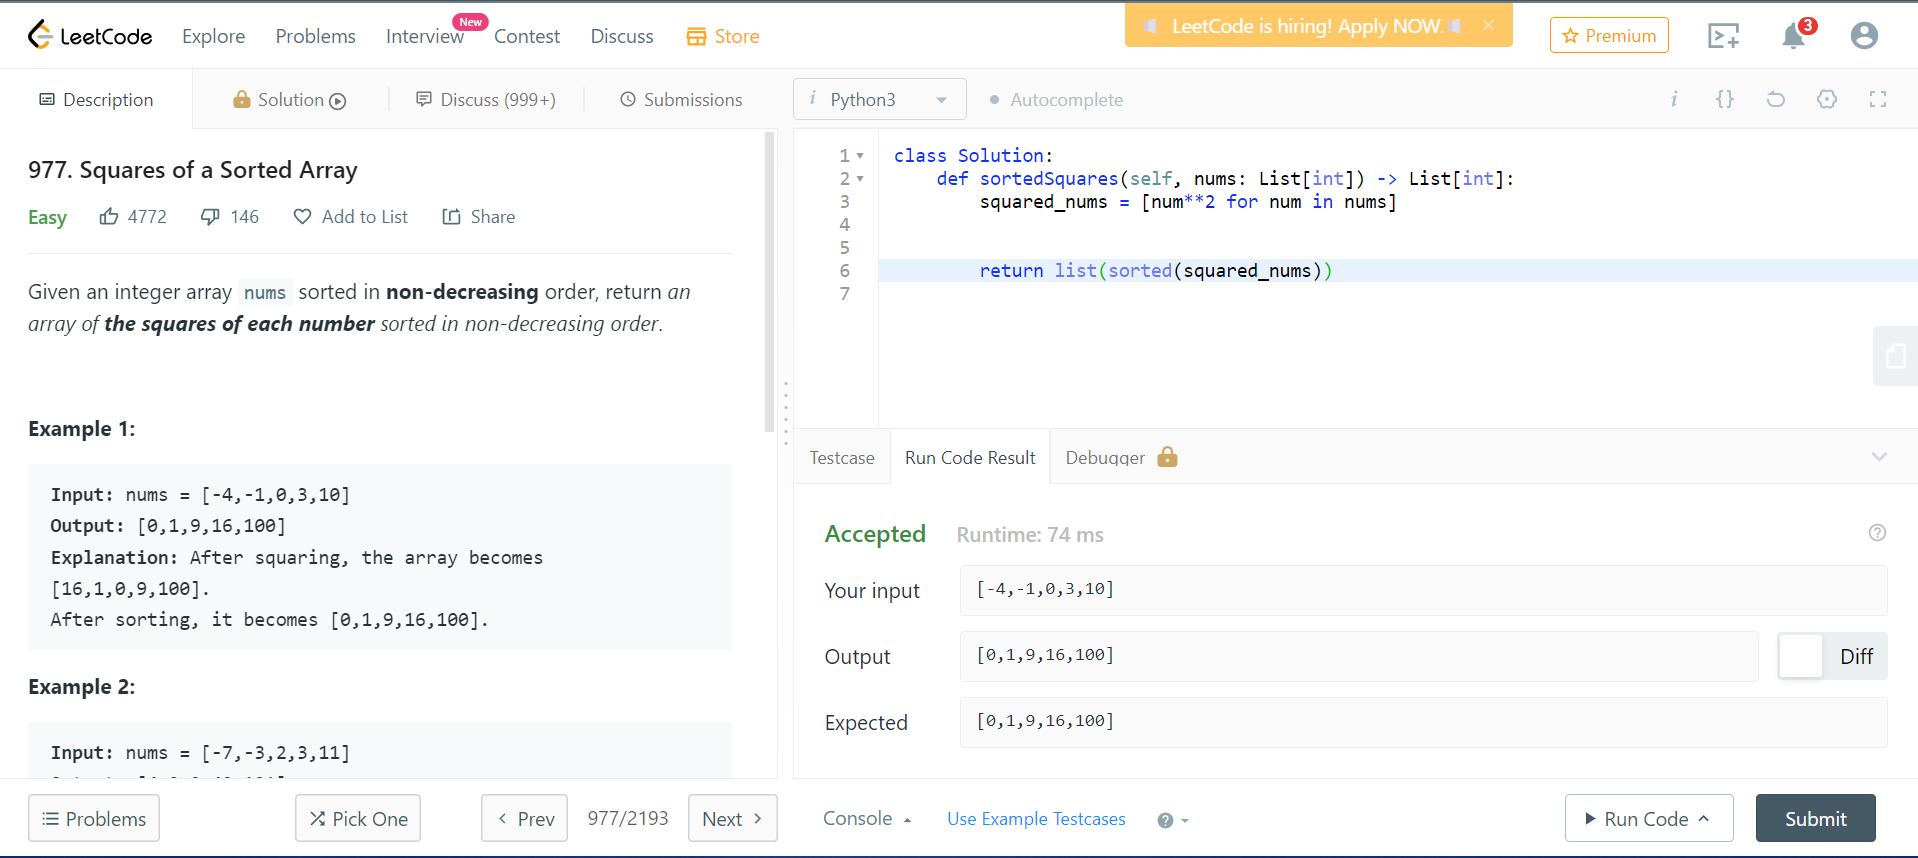 LeetCode Explore Problems Interview New Contest Discuss Store LeetCode is hiring! Apply NOW. Premium 3
Description Solution Discuss (999+) Submissions i Python3 Autocomplete i {}
977. Squares of a Sorted Array
Easy 4772 146 Add to List Share
Given an integer array nums sorted in non-decreasing order, return an
array of the squares of each number sorted in non-decreasing order.
Example 1:
Input: nums = [-4,-1,0,3,10]
Output: [0,1,9,16,100]
Explanation: After squaring, the array becomes
[16,1,0,9,100].
After sorting, it becomes [0,1,9,16,100].
Example 2:
Input: nums = [-7,-3,2,3,11]
1 class Solution:
2 def sortedSquares(self, nums: List[int]) -> List[int]:
3 squared_nums = [num**2 for num in nums]
4
5
6 return list(sorted(squared_nums))
7
Testcase Run Code Result Debugger
Accepted Runtime: 74 ms
Your input [-4,-1,0,3,10]
Output [0,1,9,16,100] Diff
Expected [0,1,9,16,100]
Problems Pick One Prev 977/2193 Next Console Use Example Testcases Run Code Submit